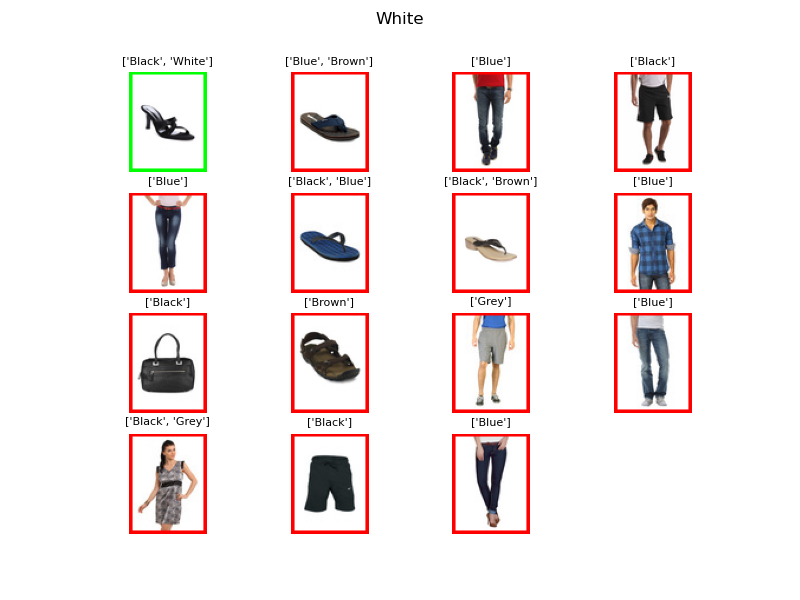 White
['Black', 'White']
['Blue', 'Brown']
['Blue']
['Black']
['Blue']
['Black', 'Blue']
['Black', 'Brown']
['Blue']
['Black']
['Brown']
['Grey']
['Blue']
['Black', 'Grey']
['Black']
['Blue']